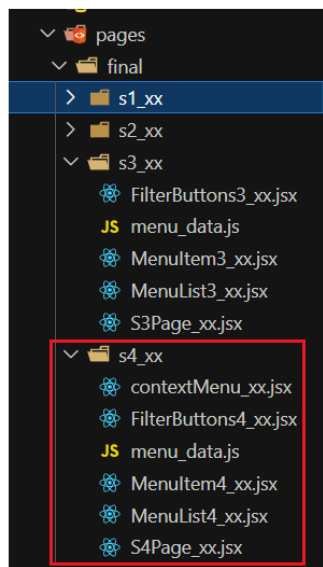 pages
final
s1_xx
s2_xx
s3_xx
FilterButtons3_xx.jsx
JS menu_data.js
MenuItem3_xx.jsx
MenuList3_xx.jsx
S3Page_xx.jsx
s4_xx
contextMenu_xx.jsx
FilterButtons4_xx.jsx
JS menu_data.js
MenuItem4_xx.jsx
MenuList4_xx.jsx
S4Page_xx.jsx